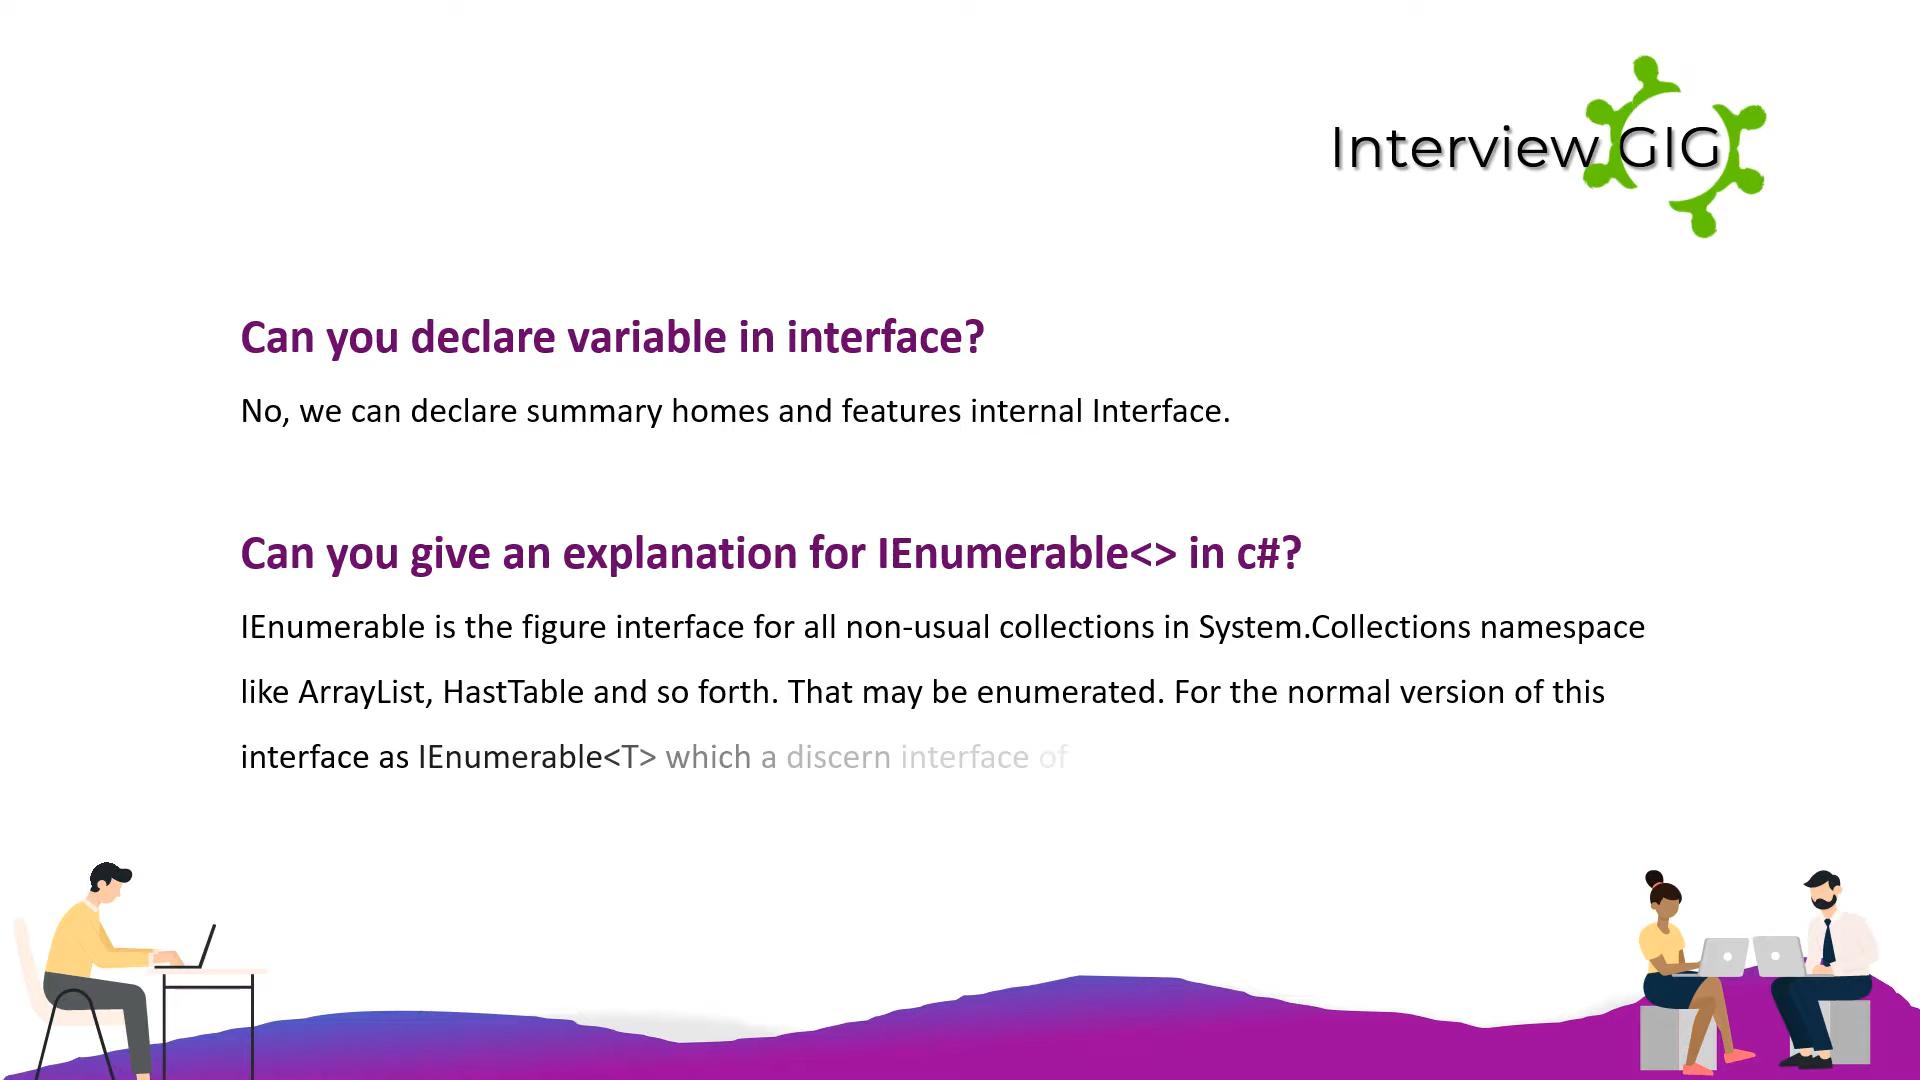 Interview GIG
Can you declare variable in interface?
No, we can declare summary homes and features internal Interface.
Can you give an explanation for IEnumerable<> in c#?
IEnumerable is the figure interface for all non-usual collections in System.Collections namespace
like ArrayList, HastTable and so forth. That may be enumerated. For the normal version of this
interface as IEnumerable<T> which a discern interface of